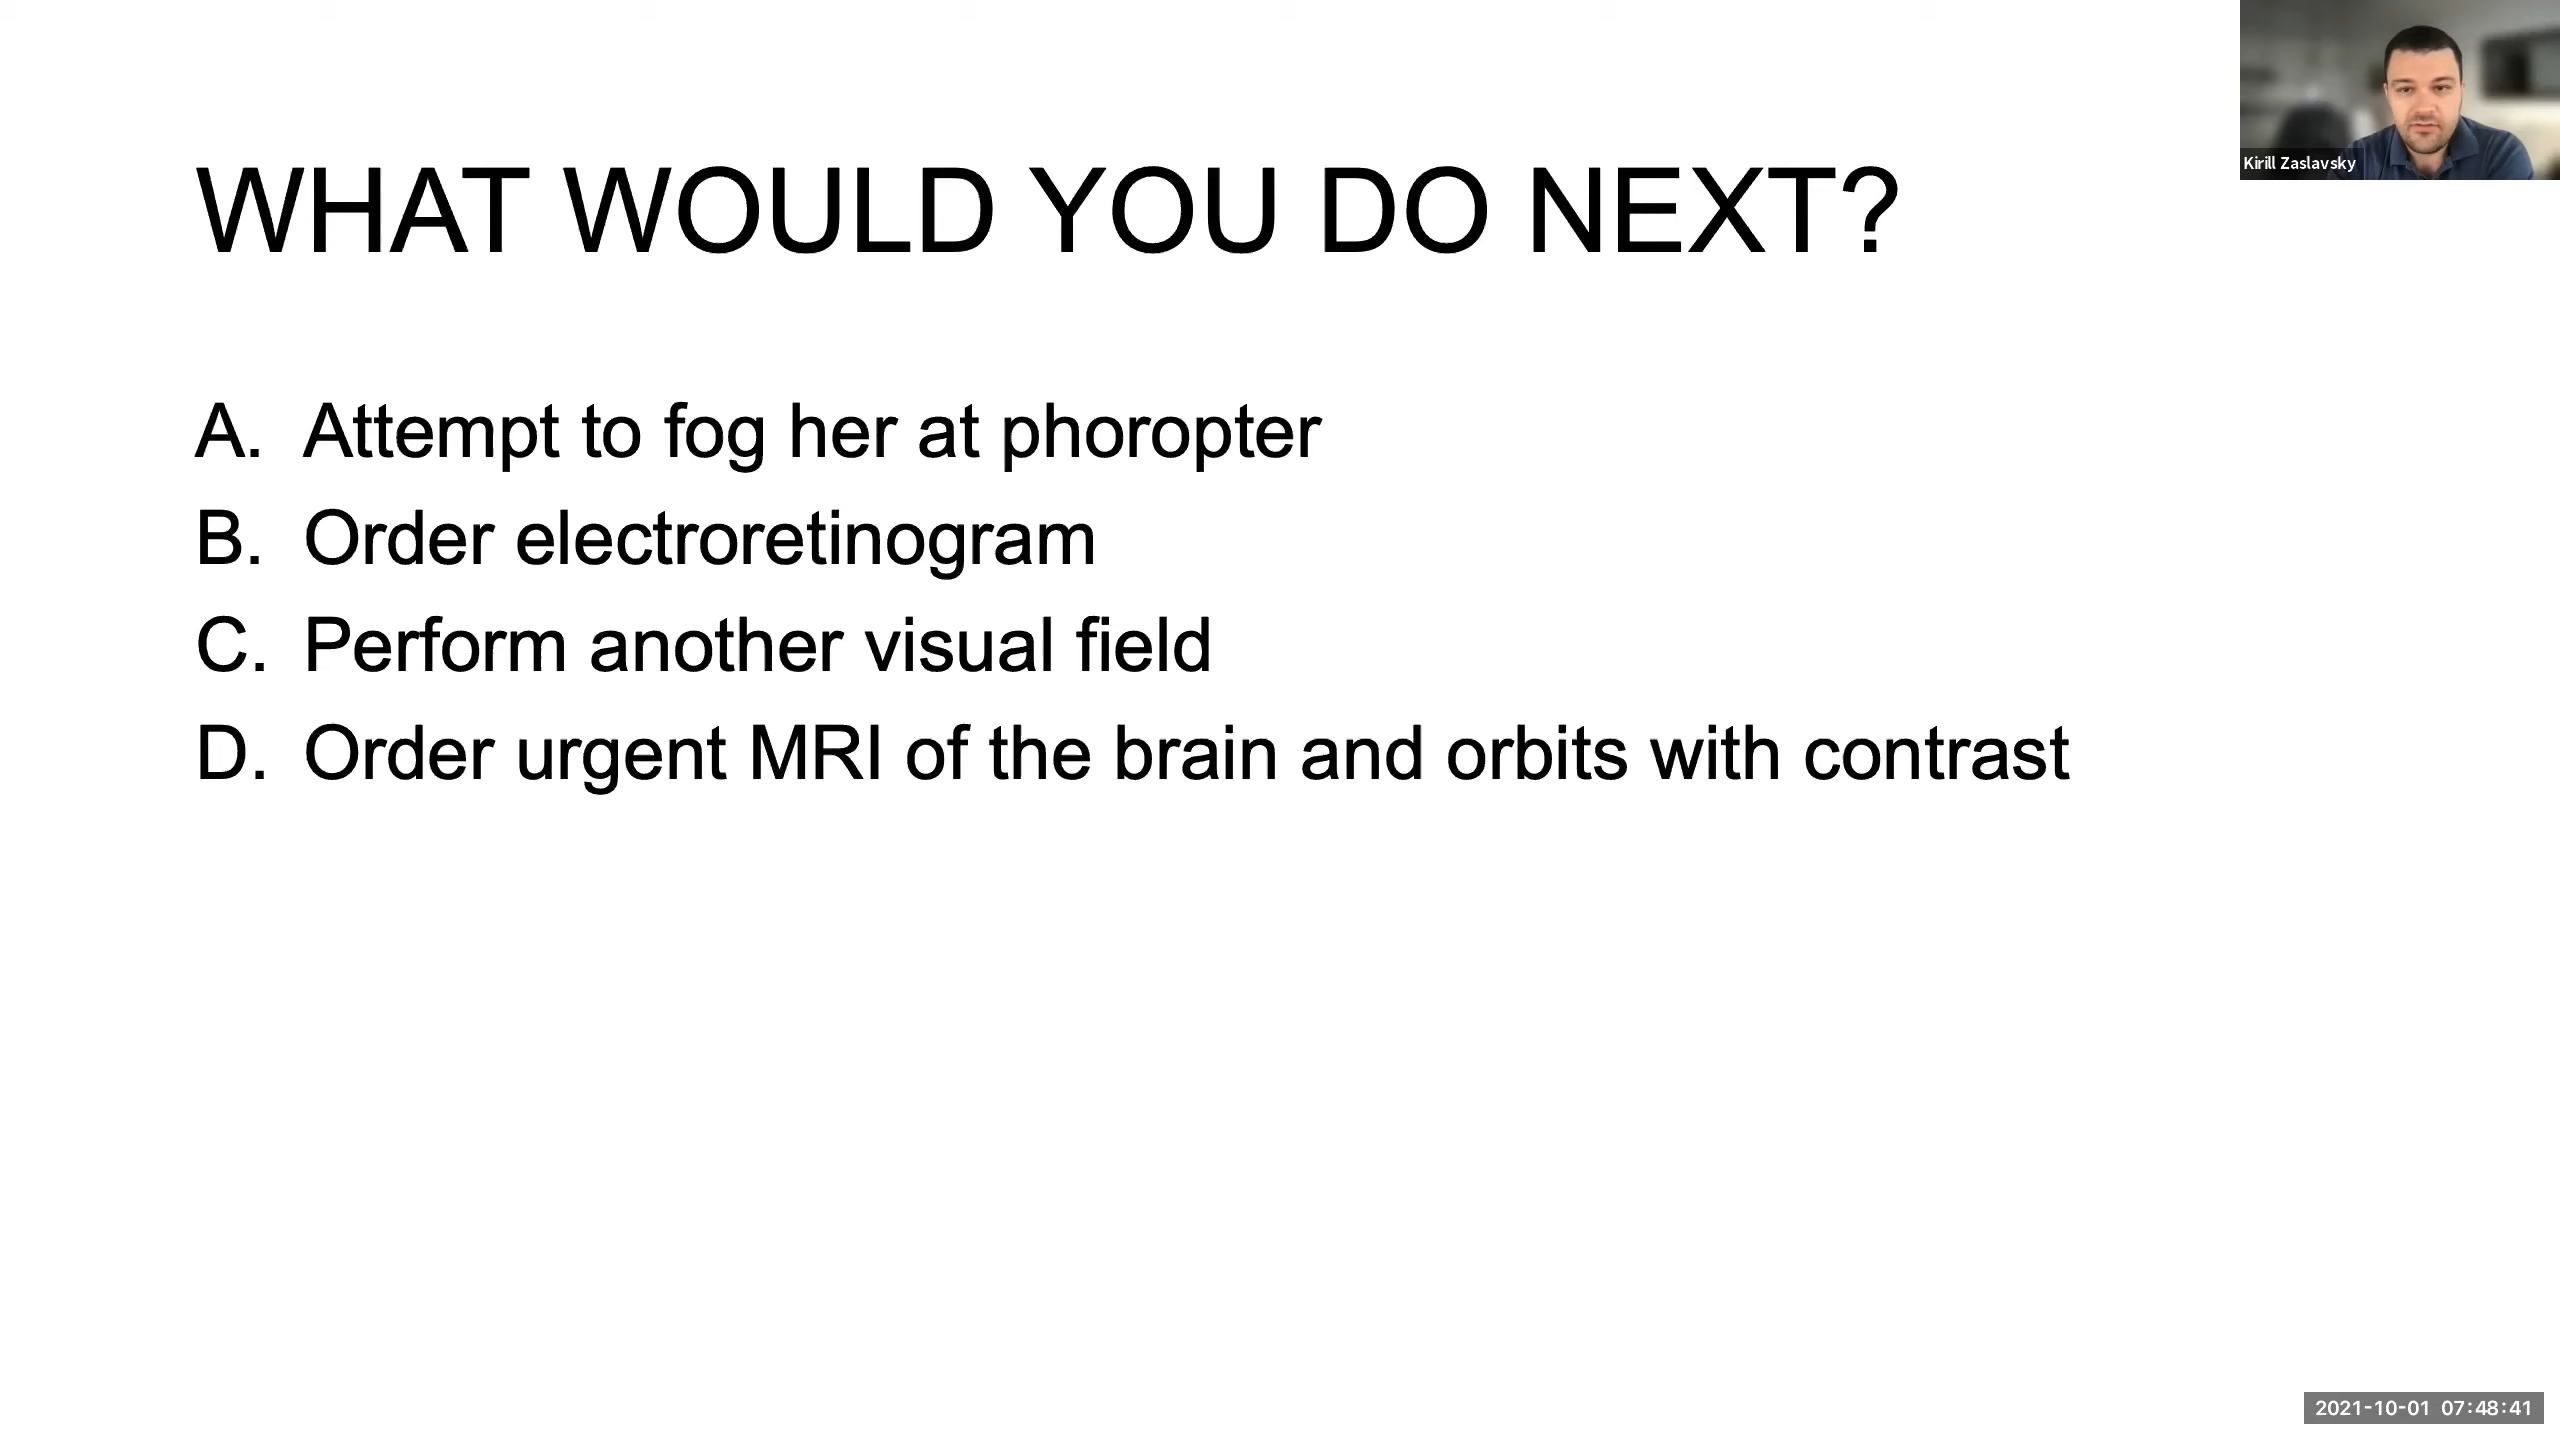 Kirill Zaslavsky
WHAT WOULD YOU DO NEXT?
A. Attempt to fog her at phoropter
B. Order electroretinogram
C. Perform another visual field
D. Order urgent MRI of the brain and orbits with contrast
2021-10-01 07:48:41